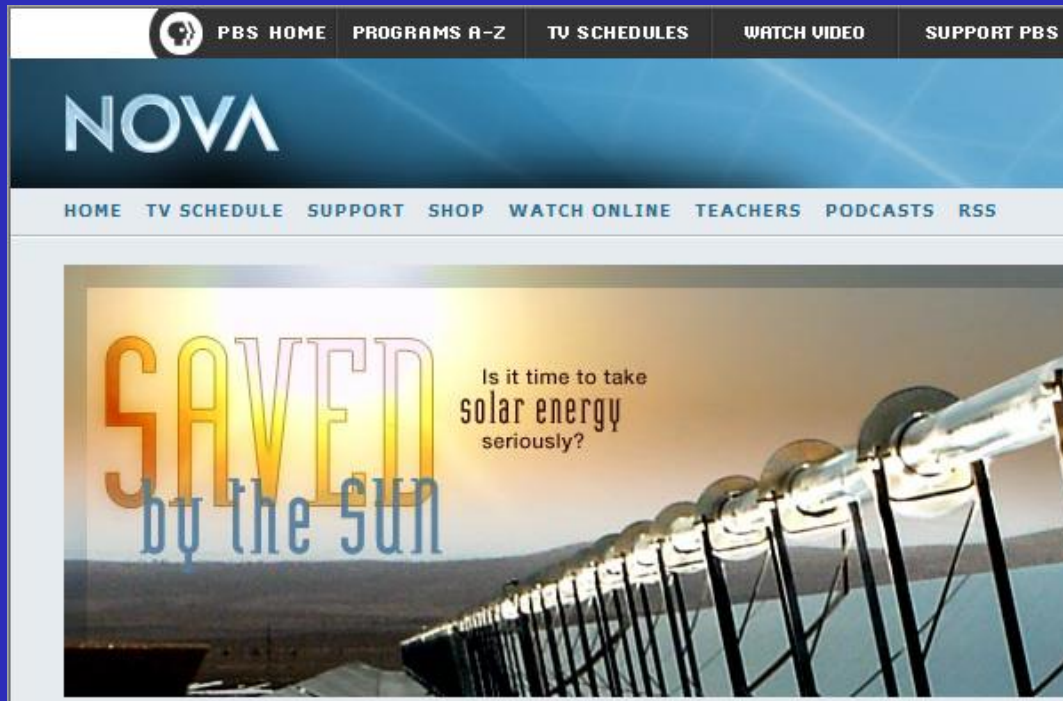 PBS HOME PROGRAMS A-Z TV SCHEDULES WATCH VIDEO SUPPORT PBS
NOVA
HOME TV SCHEDULE SUPPORT SHOP WATCH ONLINE TEACHERS PODCASTS RSS
SAVED
by the SUN
Is it time to take
solar energy
seriously?